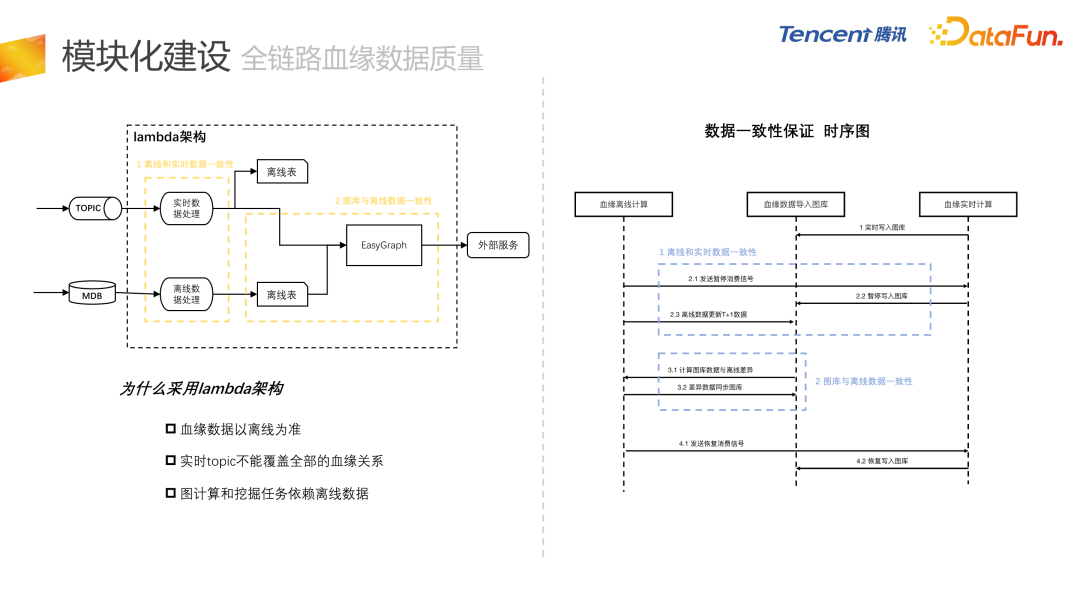 模块化建设 全链路血缘数据质量
Tencent 腾讯
DataFun.
lambda架构
1 离线和实时数据一致性
离线表
2 图库与离线数据一致性
TOPIC
实时数
据处理
EasyGraph
外部服务
MDB
离线数
据处理
离线表
为什么采用lambda架构
血缘数据以离线为准
实时topic不能覆盖全部的血缘关系
图计算和挖掘任务依赖离线数据
数据一致性保证 时序图
血缘离线计算
血缘数据导入图库
血缘实时计算
1 实时写入图库
1 离线和实时数据一致性
2.1 发送暂停消费信号
2.2 暂停写入图库
2.3 离线数据更新T+1数据
3.1 计算图库数据与离线差异
3.2 差异数据同步图库
2 图库与离线数据一致性
4.1 发送恢复消费信号
4.2 恢复写入图库